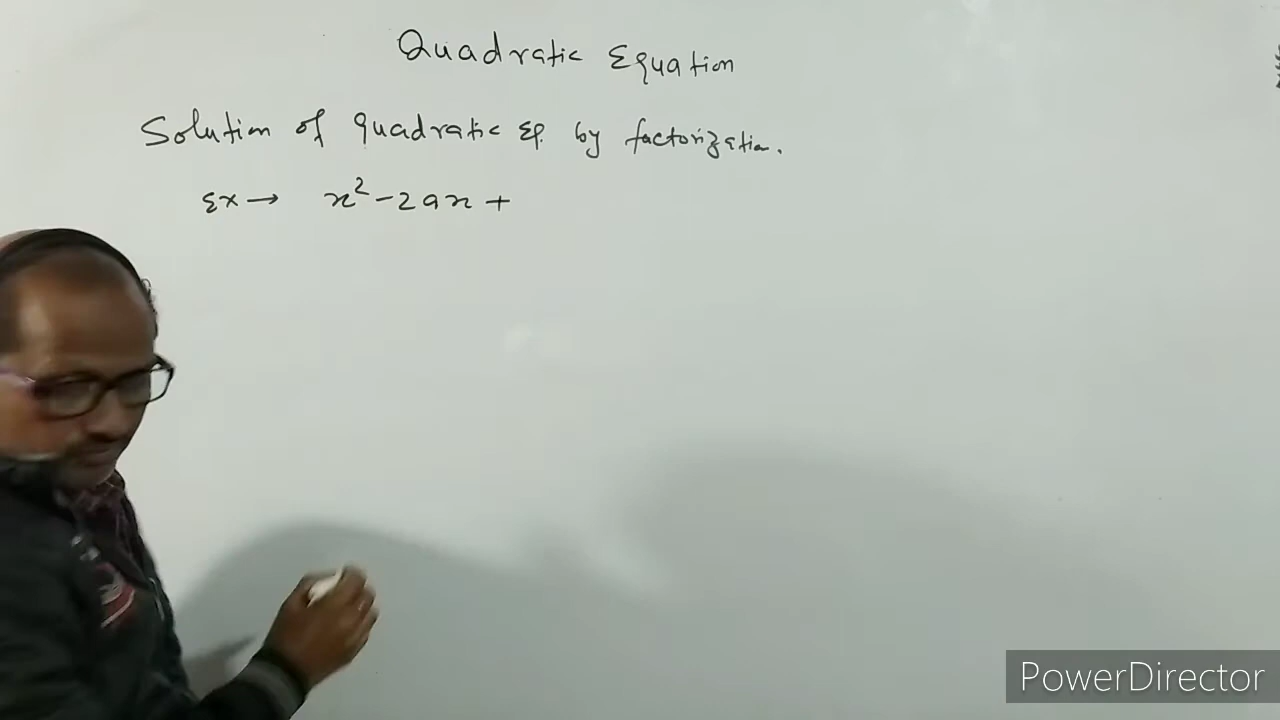 Quadratic Equation
Solution of quadratic Eq. by factorization.
Ex → x² - 2ax +
PowerDirector